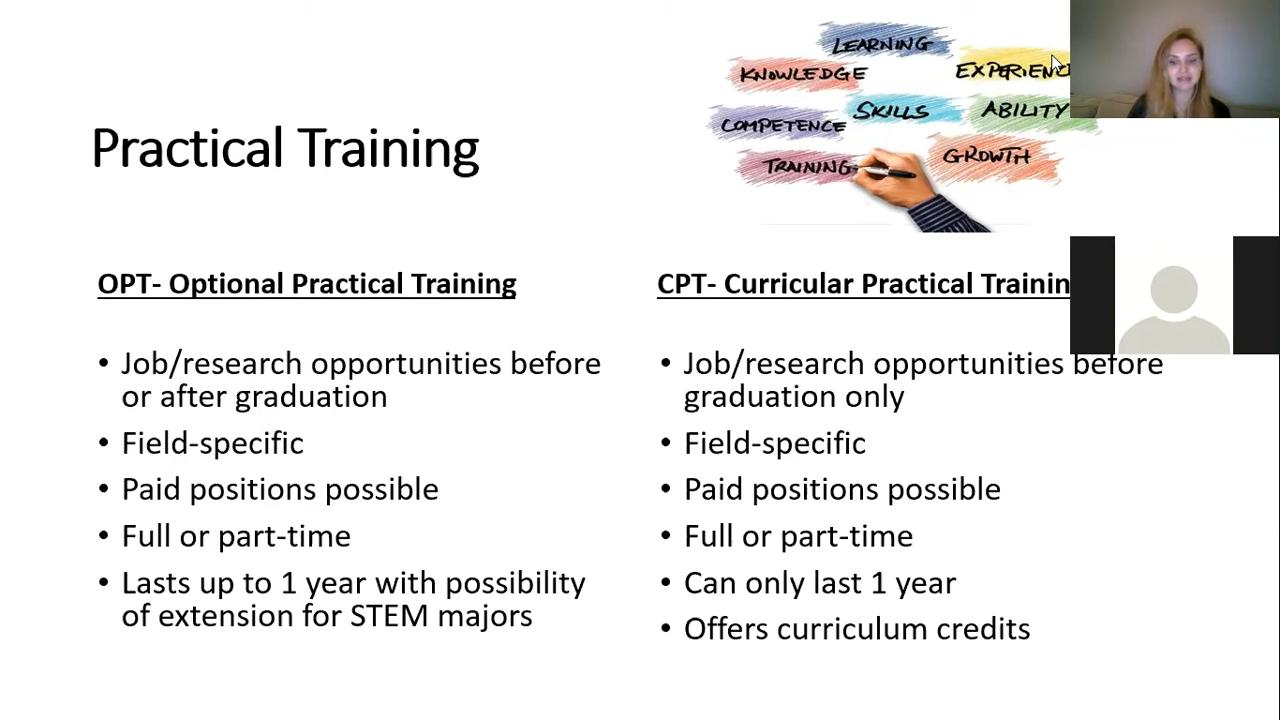 LEARNING
KNOWLEDGE
SKILLS
ABILITY
COMPETENCE
TRAINING
GROWTH
Practical Training
OPT- Optional Practical Training
• Job/research opportunities before
or after graduation
• Field-specific
• Paid positions possible
• Full or part-time
• Lasts up to 1 year with possibility
of extension for STEM majors
CPT- Curricular Practical
• Job/research opportunities before
graduation only
• Field-specific
• Paid positions possible
• Full or part-time
• Can only last 1 year
• Offers curriculum credits